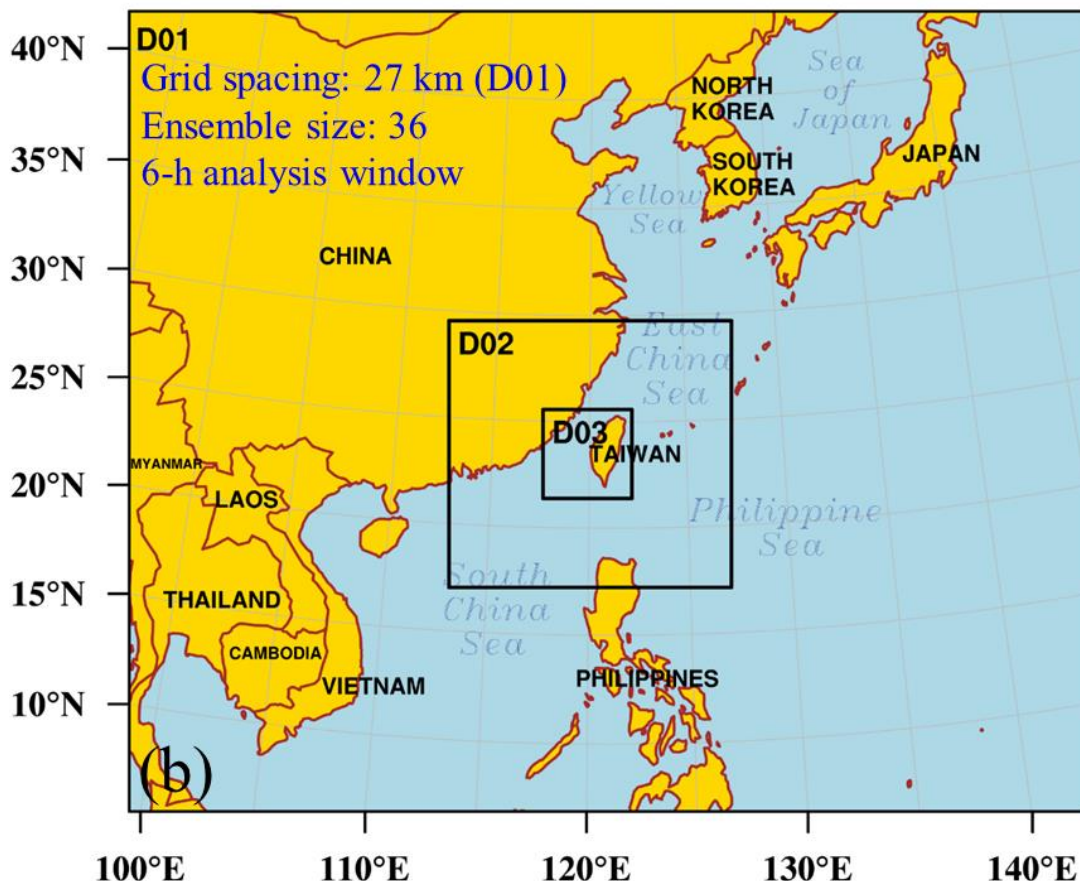 40°N
35°N
30°N
25°N
20°N
15°N
10°N
D01
Grid spacing: 27 km (D01)
Ensemble size: 36
6-h analysis window
Sea
of
Japan
NORTH
KOREA
SOUTH
KOREA
JAPAN
Yellow
Sea
CHINA
D02
East
China
Sea
D03
TAIWAN
MYANMAR
LAOS
Philippine
Sea
THAILAND
South
China
Sea
CAMBODIA
VIETNAM
PHILIPPINES
(b)
100°E
110°E
120°E
130°E
140°E